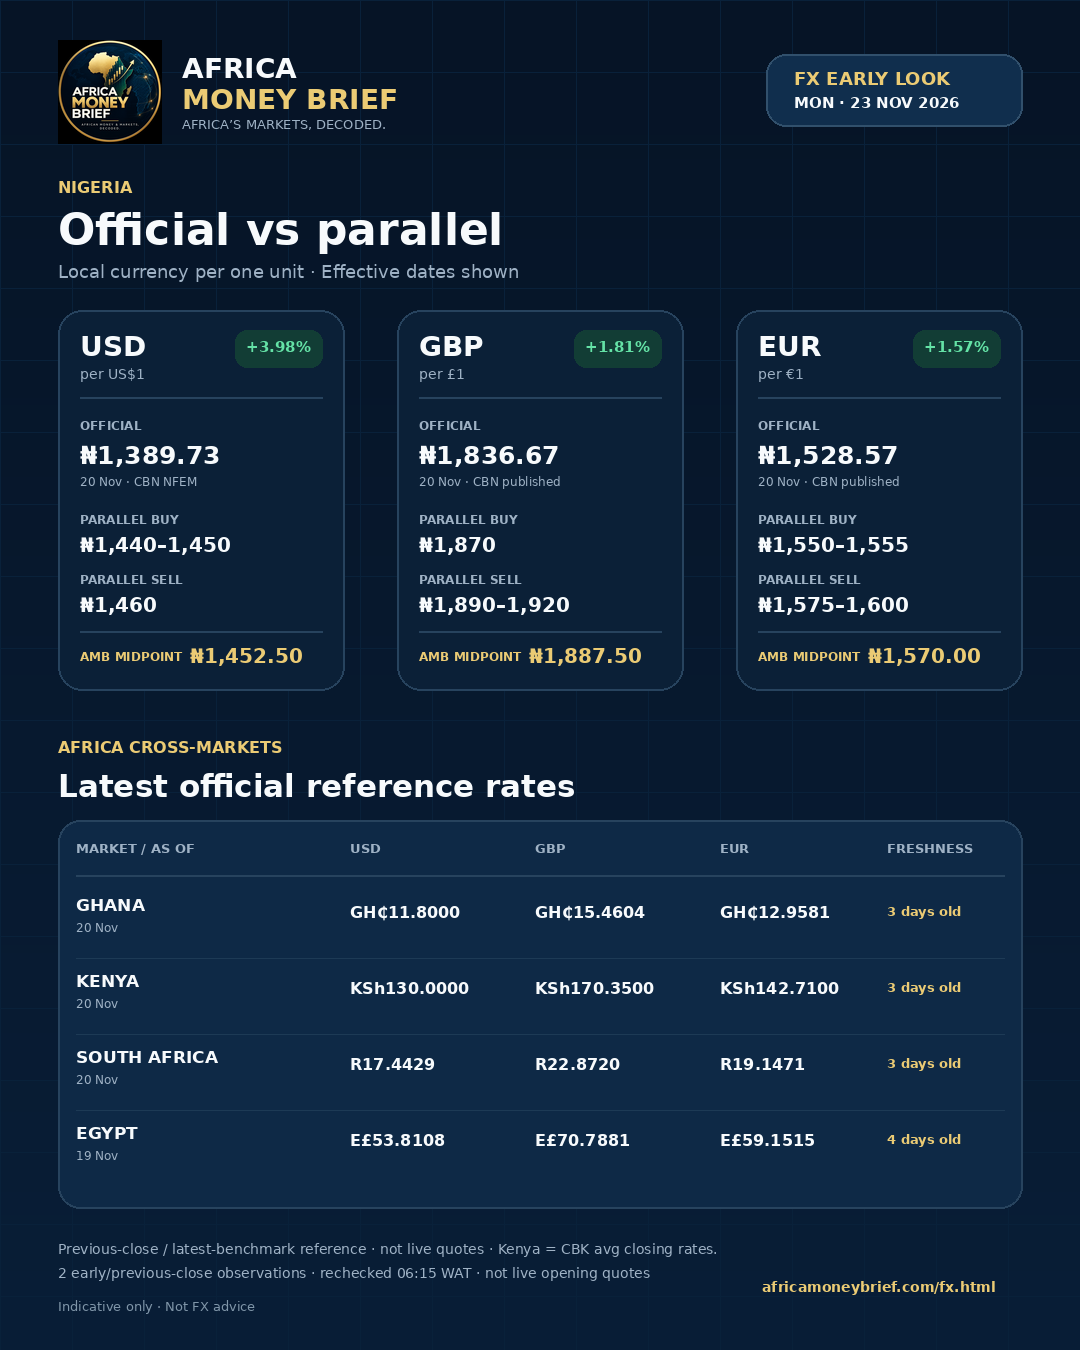 AFRICA
MONEY
BRIEF
AFRICAN MONEY & MARKETS
DECODED
AFRICA
MONEY BRIEF
AFRICA’S MARKETS, DECODED.
FX EARLY LOOK
MON · 23 NOV 2026
NIGERIA
Official vs parallel
Local currency per one unit · Effective dates shown
USD
+3.98%
per US$1
OFFICIAL
₦1,389.73
20 Nov · CBN NFEM
PARALLEL BUY
₦1,440–1,450
PARALLEL SELL
₦1,460
AMB MIDPOINT ₦1,452.50
GBP
+1.81%
per £1
OFFICIAL
₦1,836.67
20 Nov · CBN published
PARALLEL BUY
₦1,870
PARALLEL SELL
₦1,890–1,920
AMB MIDPOINT ₦1,887.50
EUR
+1.57%
per €1
OFFICIAL
₦1,528.57
20 Nov · CBN published
PARALLEL BUY
₦1,550–1,555
PARALLEL SELL
₦1,575–1,600
AMB MIDPOINT ₦1,570.00
AFRICA CROSS-MARKETS
Latest official reference rates
MARKET / AS OF USD GBP EUR FRESHNESS
GHANA GH₵11.8000 GH₵15.4604 GH₵12.9581 3 days old
20 Nov
KENYA KSh130.0000 KSh170.3500 KSh142.7100 3 days old
20 Nov
SOUTH AFRICA R17.4429 R22.8720 R19.1471 3 days old
20 Nov
EGYPT E£53.8108 E£70.7881 E£59.1515 4 days old
19 Nov
Previous-close / latest-benchmark reference · not live quotes · Kenya = CBK avg closing rates.
2 early/previous-close observations · rechecked 06:15 WAT · not live opening quotes
africamoneybrief.com/fx.html
Indicative only · Not FX advice